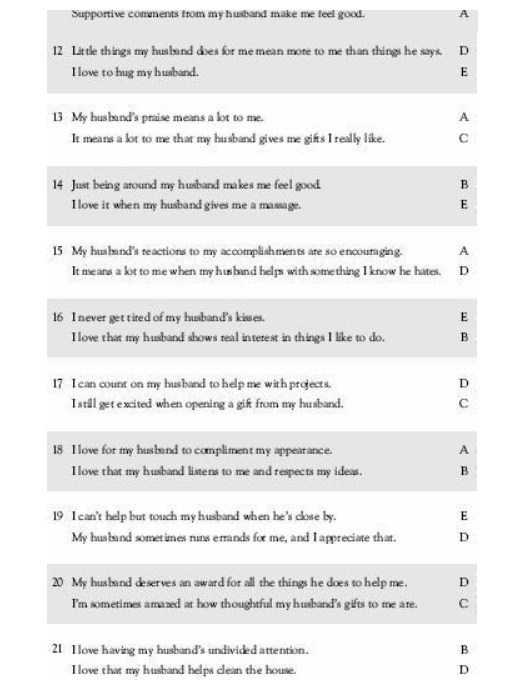 Supportive comments from my husband make me feel good. A
12 Little things my husband does for me mean more to me than things he says. D
I love to hug my husband. E
13 My husband's praise means a lot to me. A
It means a lot to me that my husband gives me gifts I really like. C
14 Just being around my husband makes me feel good. B
I love it when my husband gives me a massage. E
15 My husband's reactions to my accomplishments are so encouraging. A
It means a lot to me when my husband helps with something I know he hates. D
16 I never get tired of my husband's kisses. E
I love that my husband shows real interest in things I like to do. B
17 I can count on my husband to help me with projects. D
I still get excited when opening a gift from my husband. C
18 I love for my husband to compliment my appearance. A
I love that my husband listens to me and respects my ideas. B
19 I can't help but touch my husband when he's close by. E
My husband sometimes runs errands for me, and I appreciate that. D
20 My husband deserves an award for all the things he does to help me. D
I'm sometimes amazed at how thoughtful my husband's gifts to me are. C
21 I love having my husband's undivided attention. B
I love that my husband helps clean the house. D